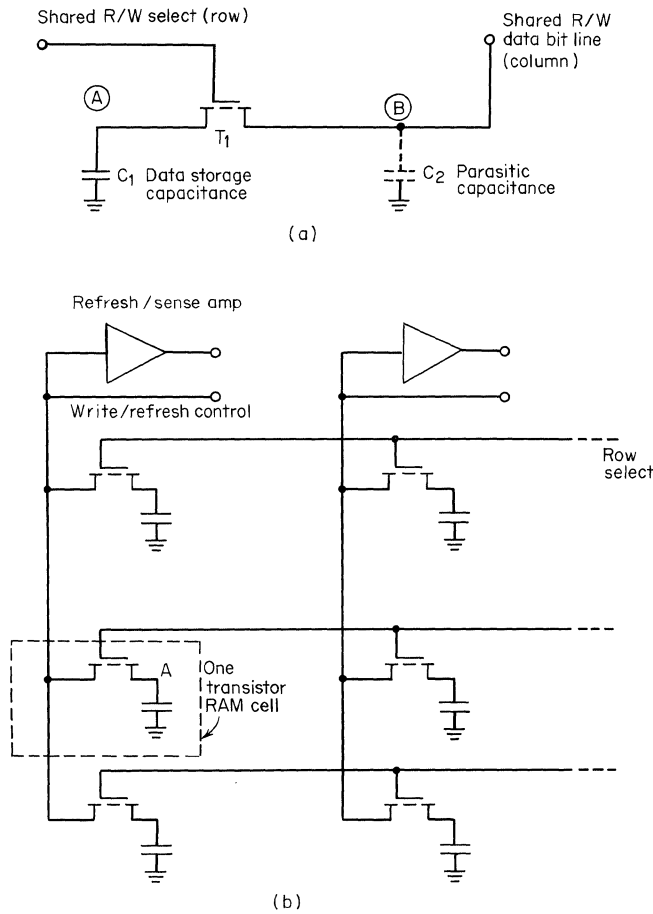 Shared R/W select (row)
Shared R/W
data bit line
(column)
A
B
T1
C1 Data storage
capacitance
C2 Parasitic
capacitance
(a)
Refresh/sense amp
Write/refresh control
Row
select
A
One
transistor
RAM cell
(b)